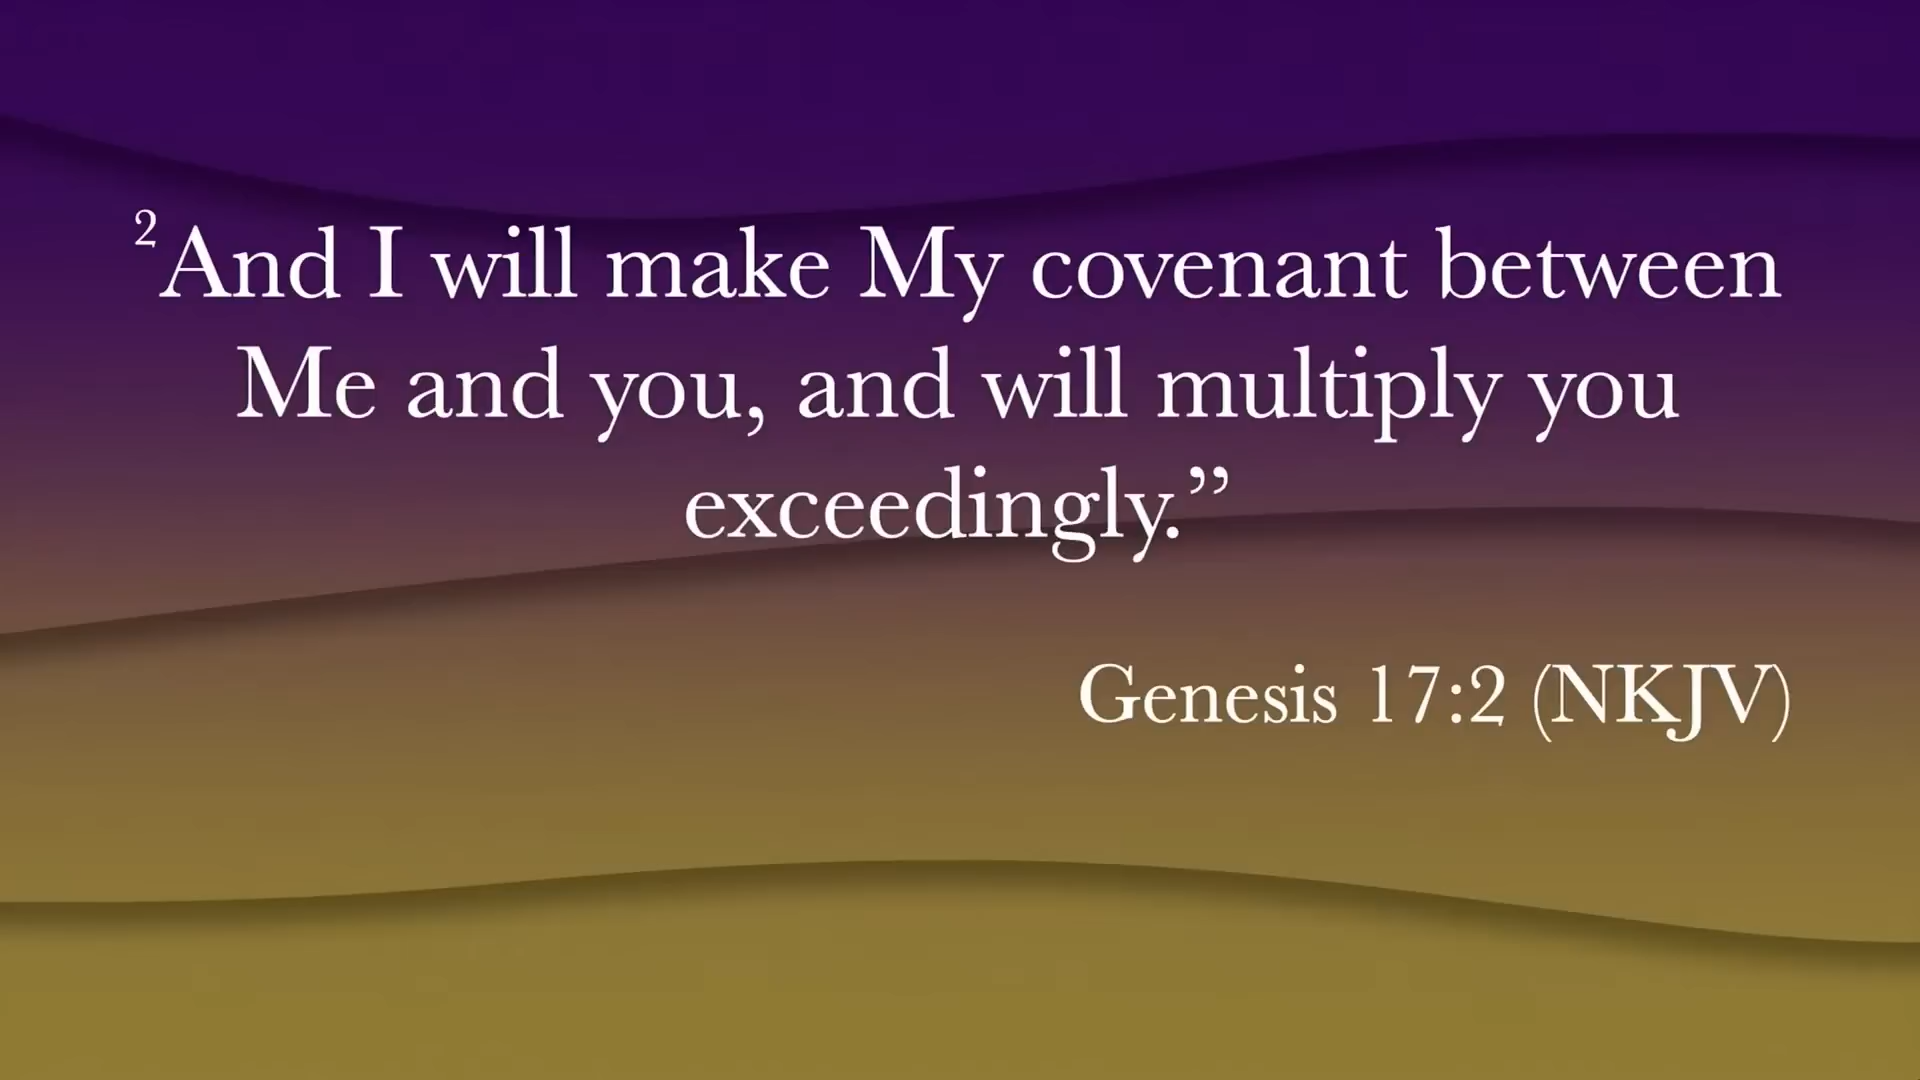 ²And I will make My covenant between
Me and you, and will multiply you
exceedingly.”
Genesis 17:2 (NKJV)